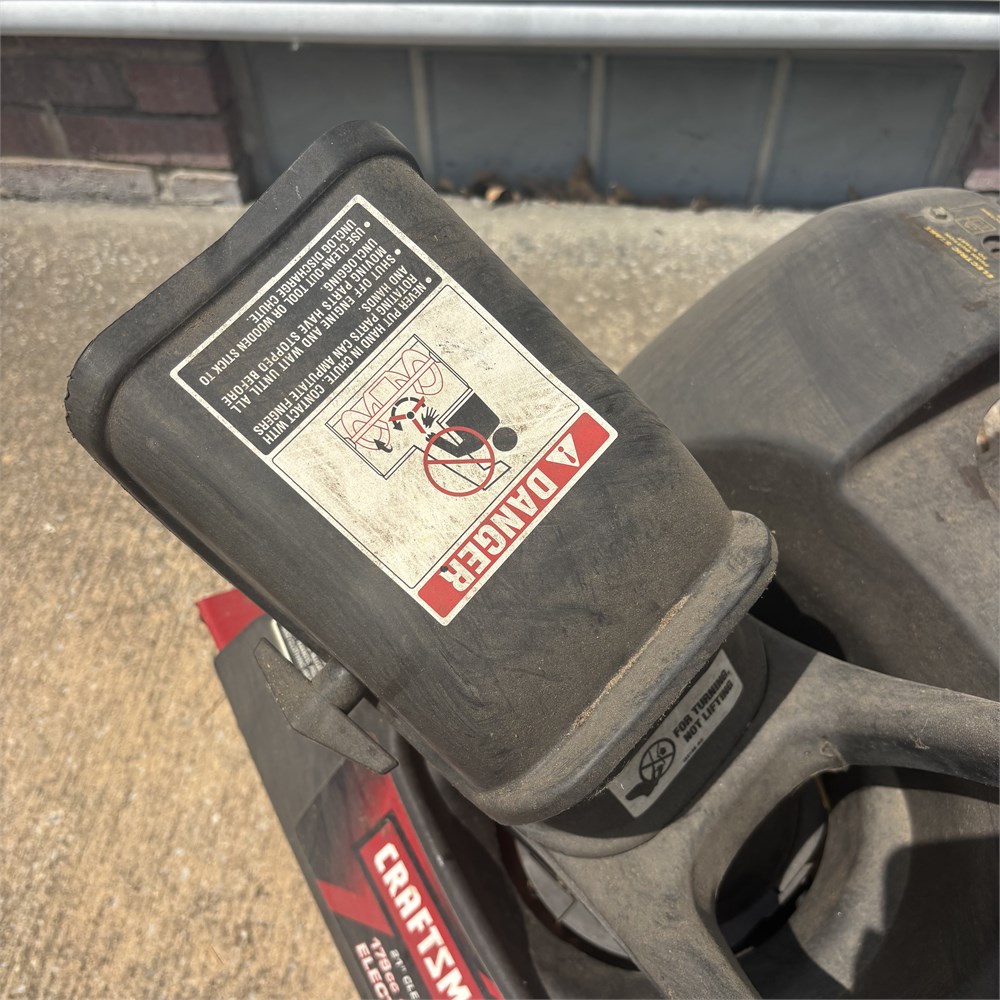 DANGER
• NEVER PUT HAND IN CHUTE. CONTACT WITH
ROTATING PARTS CAN AMPUTATE FINGERS
AND HANDS.
• SHUT OFF ENGINE AND WAIT UNTIL ALL
MOVING PARTS HAVE STOPPED BEFORE
UNCLOGGING.
• USE CLEAN-OUT TOOL OR WOODEN STICK TO
UNCLOG DISCHARGE CHUTE.
FOR TURNING,
NOT LIFTING
CRAFTSM
21" CLE
179cc
ELEC